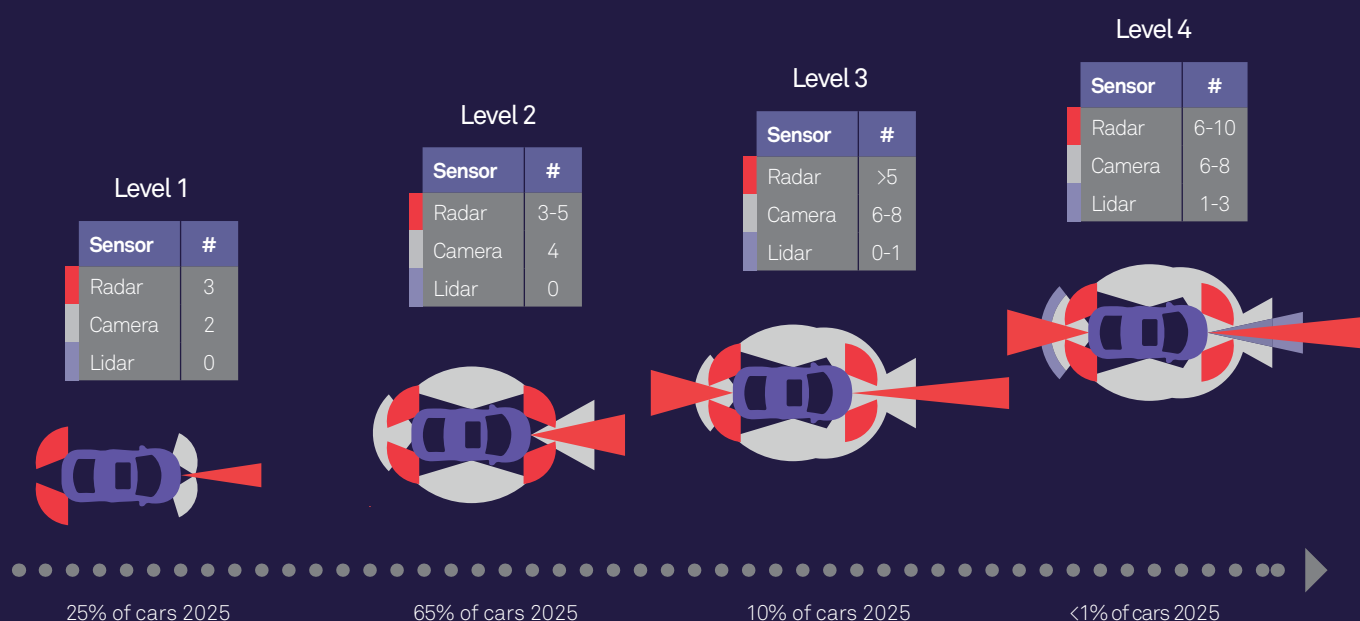 Level 1
Sensor #
Radar 3
Camera 2
Lidar 0
25% of cars 2025
Level 2
Sensor #
Radar 3-5
Camera 4
Lidar 0
65% of cars 2025
Level 3
Sensor #
Radar >5
Camera 6-8
Lidar 0-1
10% of cars 2025
Level 4
Sensor #
Radar 6-10
Camera 6-8
Lidar 1-3
<1% of cars 2025